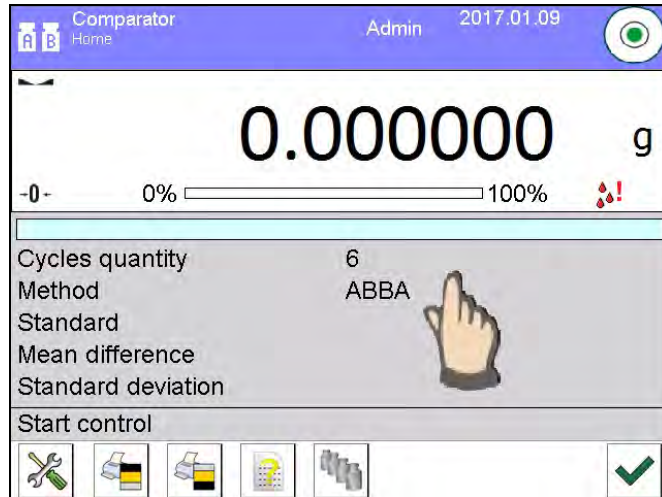 Comparator
Home
Admin
2017.01.09
A B
0.000000 g
-0- 0% 100% !
Cycles quantity 6
Method ABBA
Standard
Mean difference
Standard deviation
Start control
?